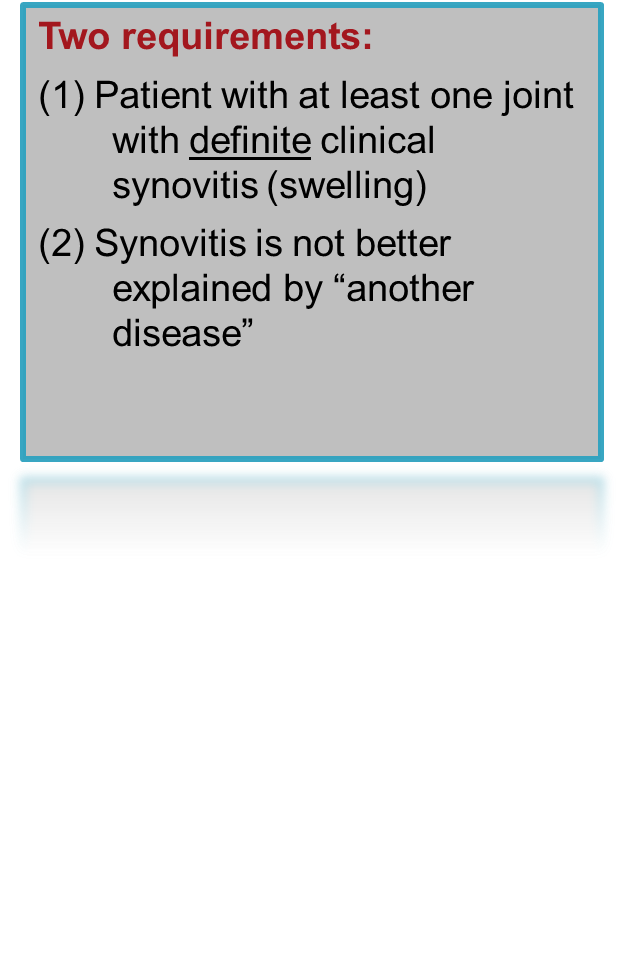 Two requirements:
(1) Patient with at least one joint
with definite clinical
synovitis (swelling)
(2) Synovitis is not better
explained by “another
disease”